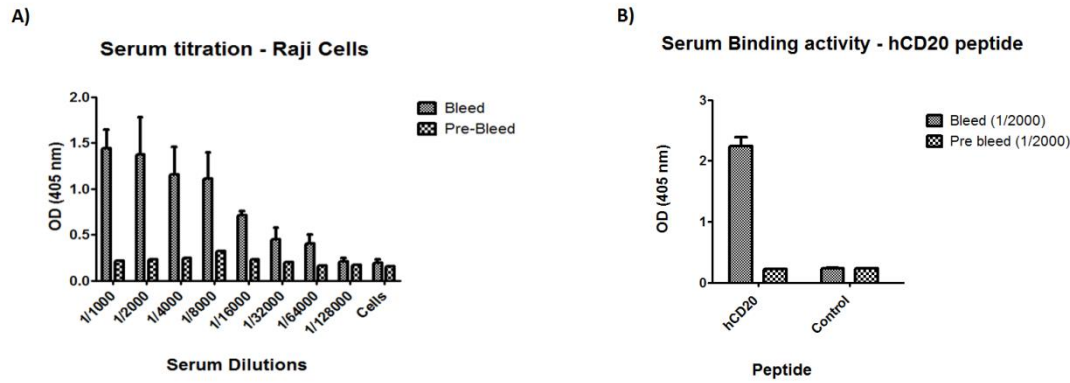 A)
Serum titration - Raji Cells
Bleed
Pre-Bleed
OD (405 nm)
2.0
1.5
1.0
0.5
0.0
1/1000
1/2000
1/4000
1/8000
1/16000
1/32000
1/64000
1/128000
Cells
Serum Dilutions
B)
Serum Binding activity - hCD20 peptide
Bleed (1/2000)
Pre bleed (1/2000)
OD (405 nm)
3
2
1
0
hCD20
Control
Peptide